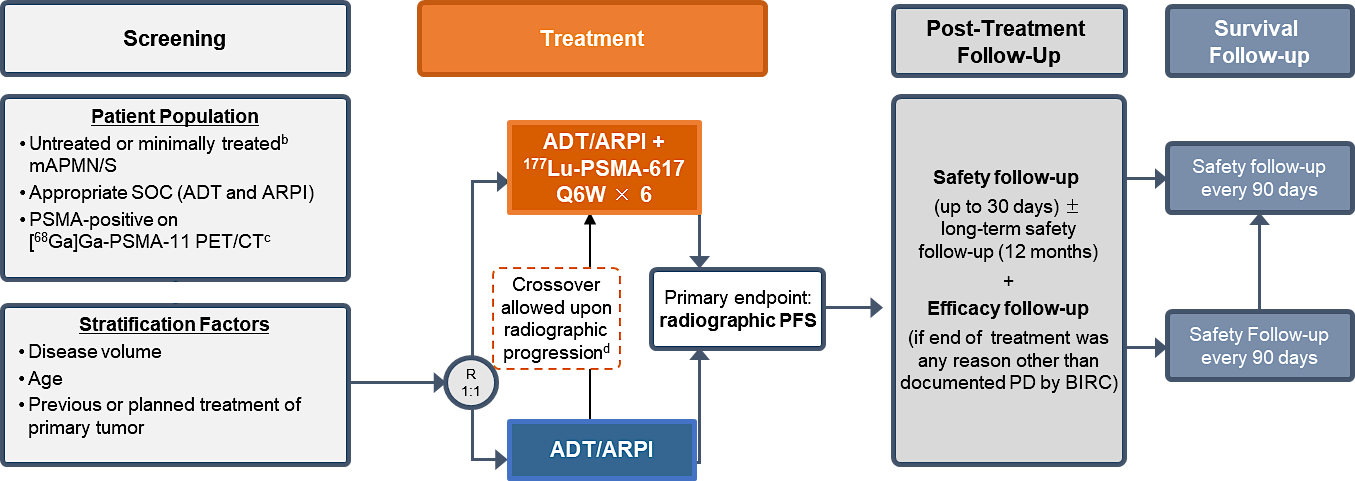 Screening
Treatment
Post-Treatment
Follow-Up
Survival
Follow-up
Patient Population
• Untreated or minimally treatedᵇ
mAPMN/S
• Appropriate SOC (ADT and ARPI)
• PSMA-positive on
[⁶⁸Ga]Ga-PSMA-11 PET/CTᶜ
Stratification Factors
• Disease volume
• Age
• Previous or planned treatment of
primary tumor
R
1:1
ADT/ARPI +
¹⁷⁷Lu-PSMA-617
Q6W × 6
Crossover
allowed upon
radiographic
progressionᵈ
ADT/ARPI
Primary endpoint:
radiographic PFS
Safety follow-up
(up to 30 days) ±
long-term safety
follow-up (12 months)
+
Efficacy follow-up
(if end of treatment was
any reason other than
documented PD by BIRC)
Safety follow-up
every 90 days
Safety Follow-up
every 90 days